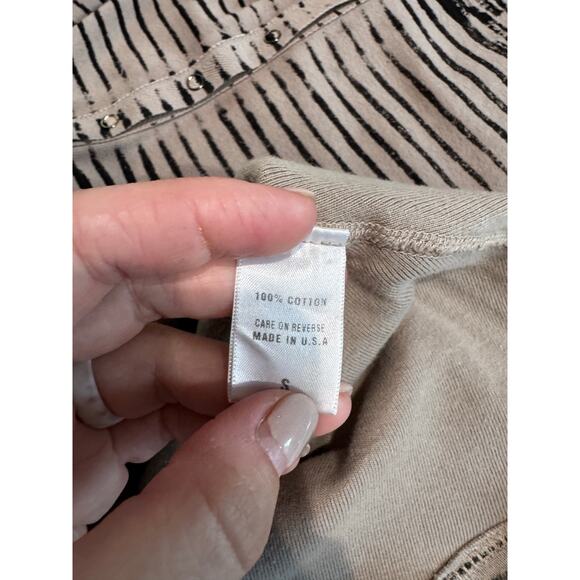 100% COTTON
CARE ON REVERSE
MADE IN U.S.A
S